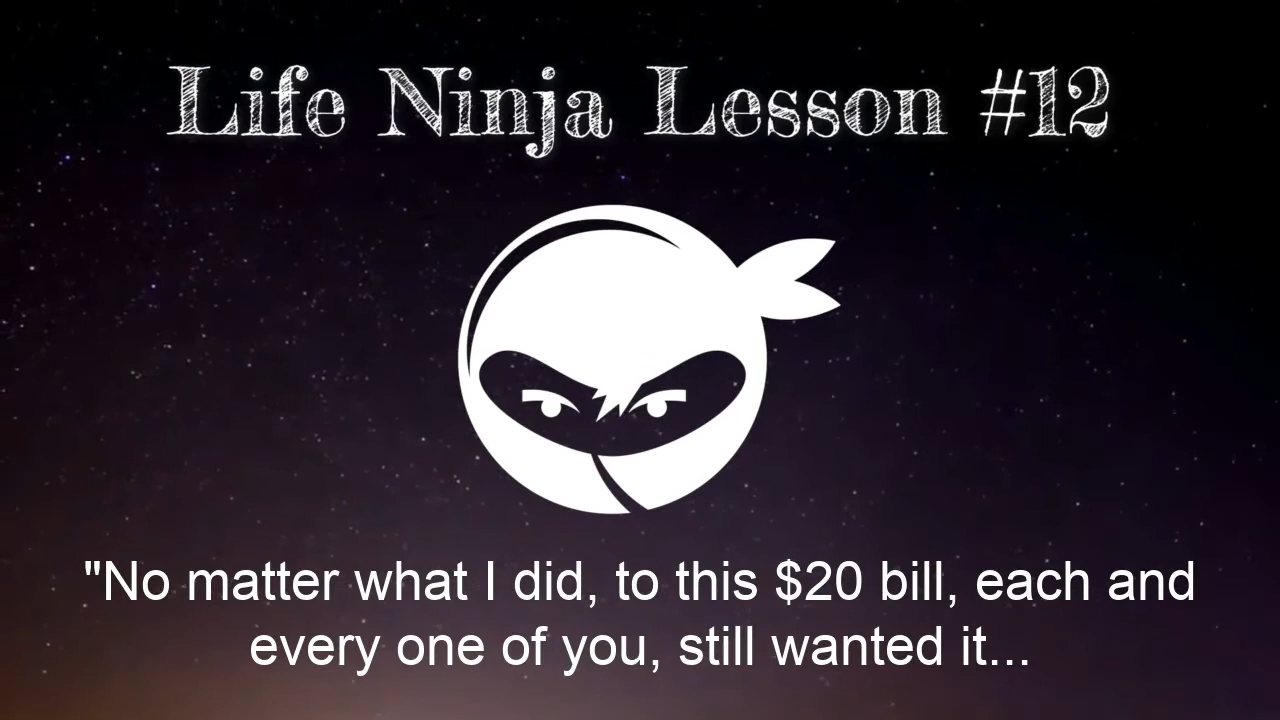 Life Ninja Lesson #12
"No matter what I did, to this $20 bill, each and
every one of you, still wanted it...